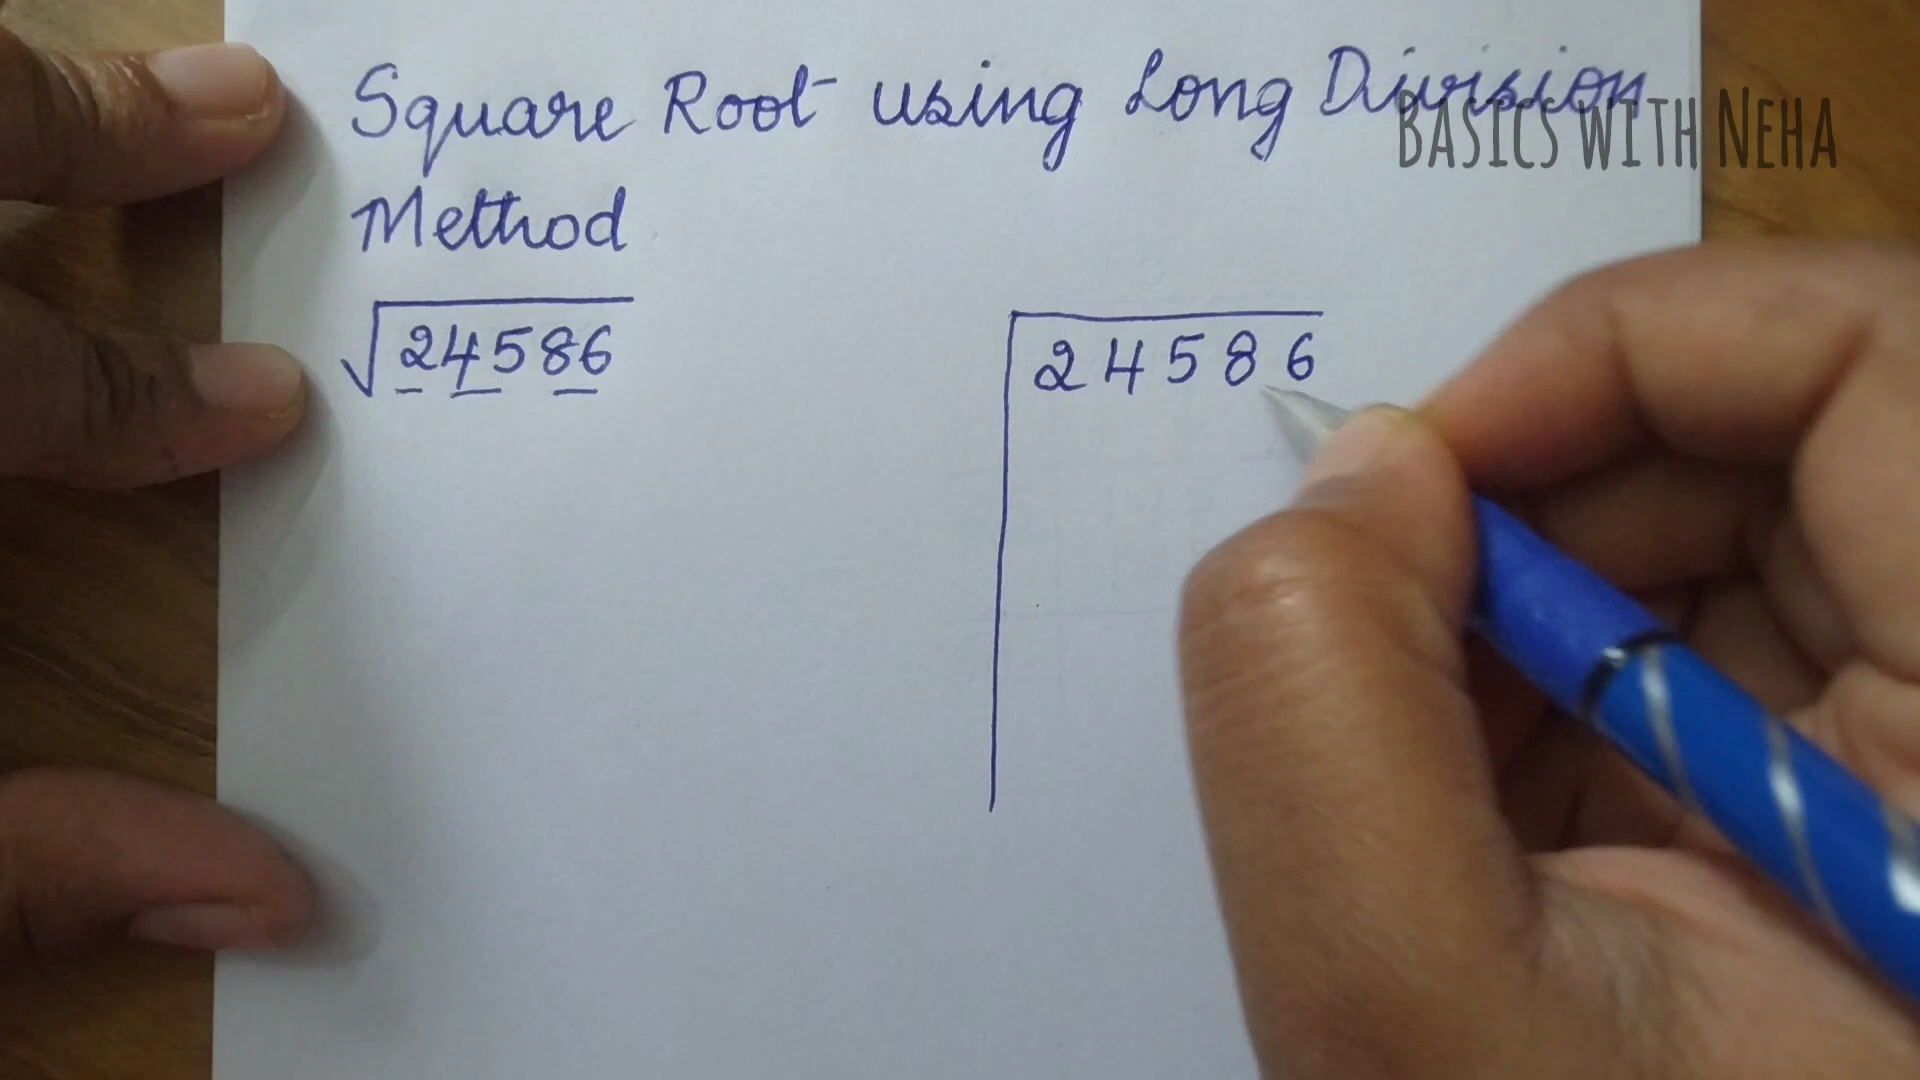 Square Root using Long Division
BASICS WITH NEHA
Method
√24586
24586